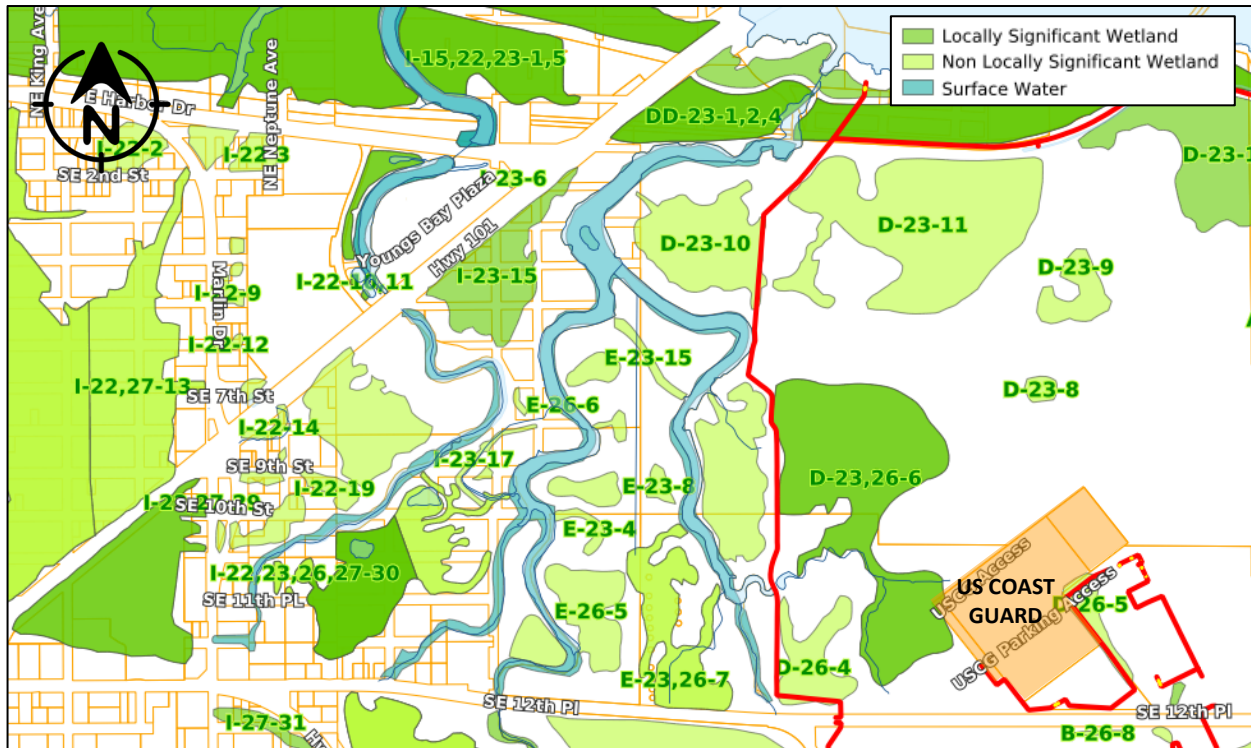 NE King Ave
I-15,22,23-1,5
Locally Significant Wetland
Non Locally Significant Wetland
Surface Water
E Harbor Dr
NE Neptune Ave
N
DD-23-1,2,4
I-22-2
I-22-3
D-23-1
SE 2nd St
23-6
Youngs Bay Plaza
Hwy 101
D-23-10
D-23-11
D-23-9
I-22-9
Marlin Dr
I-22-10,11
I-23-15
I-22-12
E-23-15
I-22,27-13
SE 7th St
D-23-8
E-26-6
I-22-14
I-23-17
SE 9th St
I-22-19
E-23-8
D-23,26-6
SE 10th St
E-23-4
I-22,23,26,27-30
USCG Access
US COAST
GUARD
D-26-5
SE 11th PL
E-26-5
USCG Parking Access
E-23,26-7
D-26-4
SE 12th Pl
SE 12th Pl
I-27-31
B-26-8